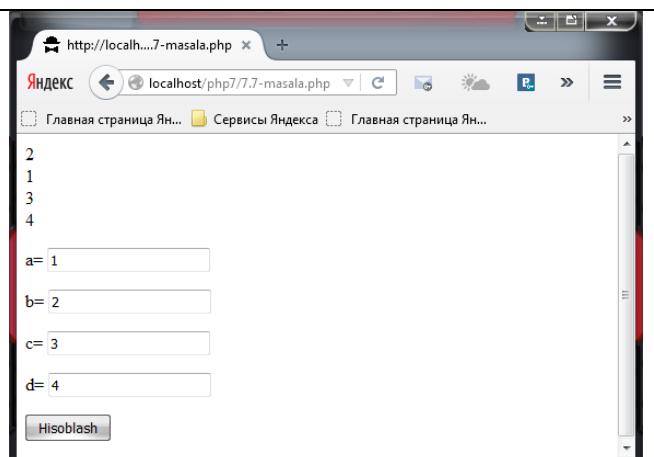 http://localh....7-masala.php × +
Яндекс localhost/php7/7.7-masala.php »
Главная страница Ян... Сервисы Яндекса Главная страница Ян... »
2
1
3
4
a= 1
b= 2
c= 3
d= 4
Hisoblash